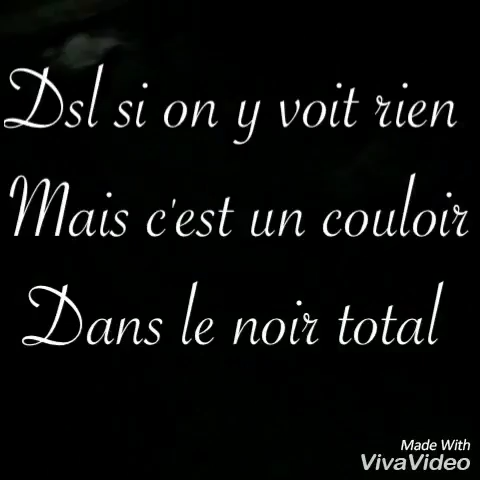 Dsl si on y voit rien
Mais c'est un couloir
Dans le noir total
Made With
VivaVideo